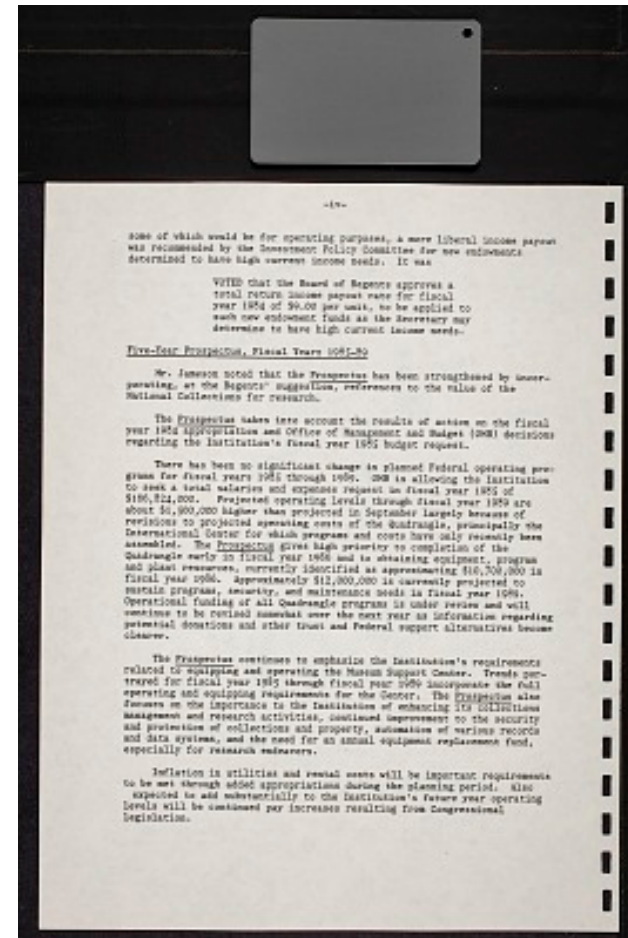 -iv-
some of which would be for operating purposes, a more liberal income payout
was recommended by the Investment Policy Committee for new endowments
determined to have high current income needs. It was
VOTED that the Board of Regents approves a
total return income payout rate for fiscal
year 1984 of $9.00 per unit, to be applied to
such new endowment funds as the Secretary may
determine to have high current income needs.
Five-Year Prospectus, Fiscal Years 1985-89
Mr. Jameson noted that the Prospectus has been strengthened by incor-
porating, at the Regents' suggestion, references to the value of the
National Collections for research.
The Prospectus takes into account the results of action on the fiscal
year 1984 appropriation and Office of Management and Budget (OMB) decisions
regarding the Institution's fiscal year 1985 budget request.
There has been no significant change in planned Federal operating pro-
grams for fiscal years 1985 through 1989. OMB is allowing the Institution
to seek a total salaries and expenses request in fiscal year 1985 of
Projected operating levels through fiscal year 1989 are
about higher than projected in September largely because of
revisions to projected operating costs of the Quadrangle, principally the
International Center for which programs and costs have only recently been
assembled. The Prospectus gives high priority to completion of the
Quadrangle early in fiscal year 1986 and to obtaining equipment, program
and plant resources, currently identified as approximating $10,700,000 in
fiscal year 1986. Approximately $12,000,000 is currently projected to
sustain programs, security, and maintenance needs in fiscal year
Operational funding of all Quadrangle programs is under review and will
continue to be revised somewhat over the next year as information regarding
potential donations and other trust and Federal support alternatives become
clearer.
The Prospectus continues to emphasize the Institution's requirements
related to equipping and operating the Museum Support Center. Trends por-
trayed for fiscal year 1985 through fiscal year 1989 incorporate the full
operating and equipping requirements for the Center. The Prospectus also
focuses on the importance to the Institution of enhancing its collections
management and research activities, continued improvement to the security
and protection of collections and property, automation of various records
and data systems, and the need for an annual equipment replacement fund,
especially for research endeavors.
Inflation in utilities and rental costs will be important requirements
to be met through added appropriations during the planning period. Also
expected to add substantially to the Institution's future year operating
levels will be continued pay increases resulting from Congressional
legislation.